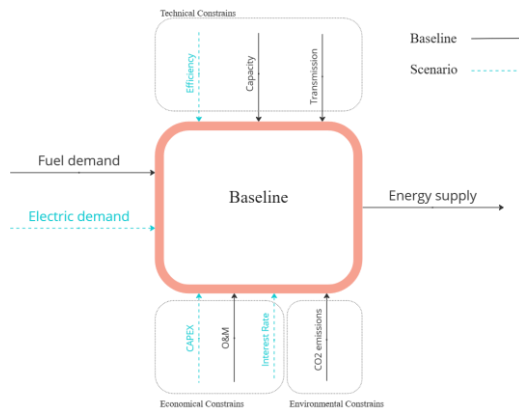 Technical Constrains
Baseline
Scenario
Efficiency
Capacity
Transmission
Fuel demand
Electric demand
Baseline
Energy supply
CAPEX
O&M
Interest Rate
CO2 emissions
Economical Constrains
Environmental Constrains